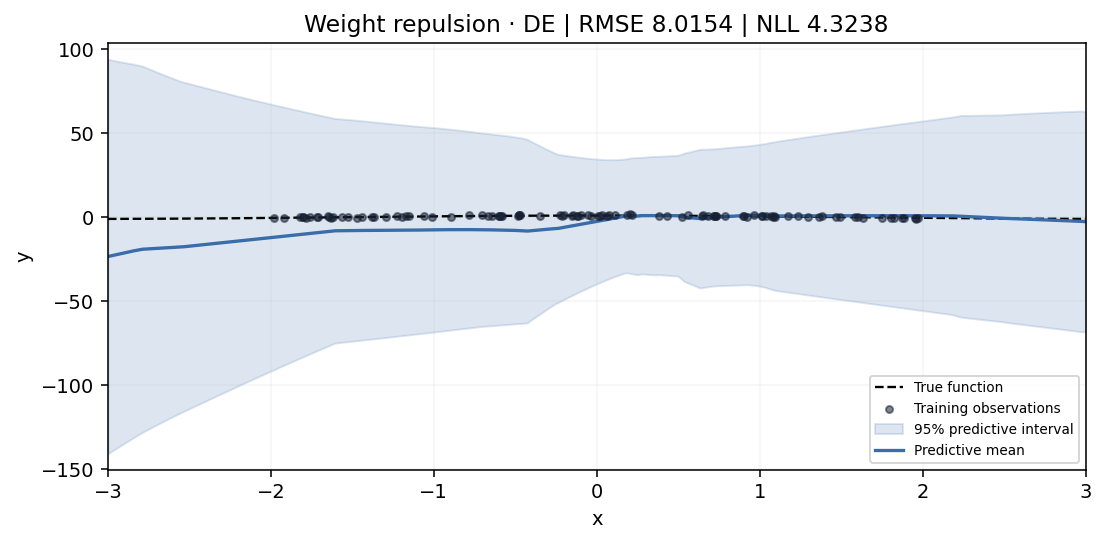 Weight repulsion · DE | RMSE 8.0154 | NLL 4.3238
100
50
0
−50
−100
−150
y
−3
−2
−1
0
1
2
3
x
True function
Training observations
95% predictive interval
Predictive mean